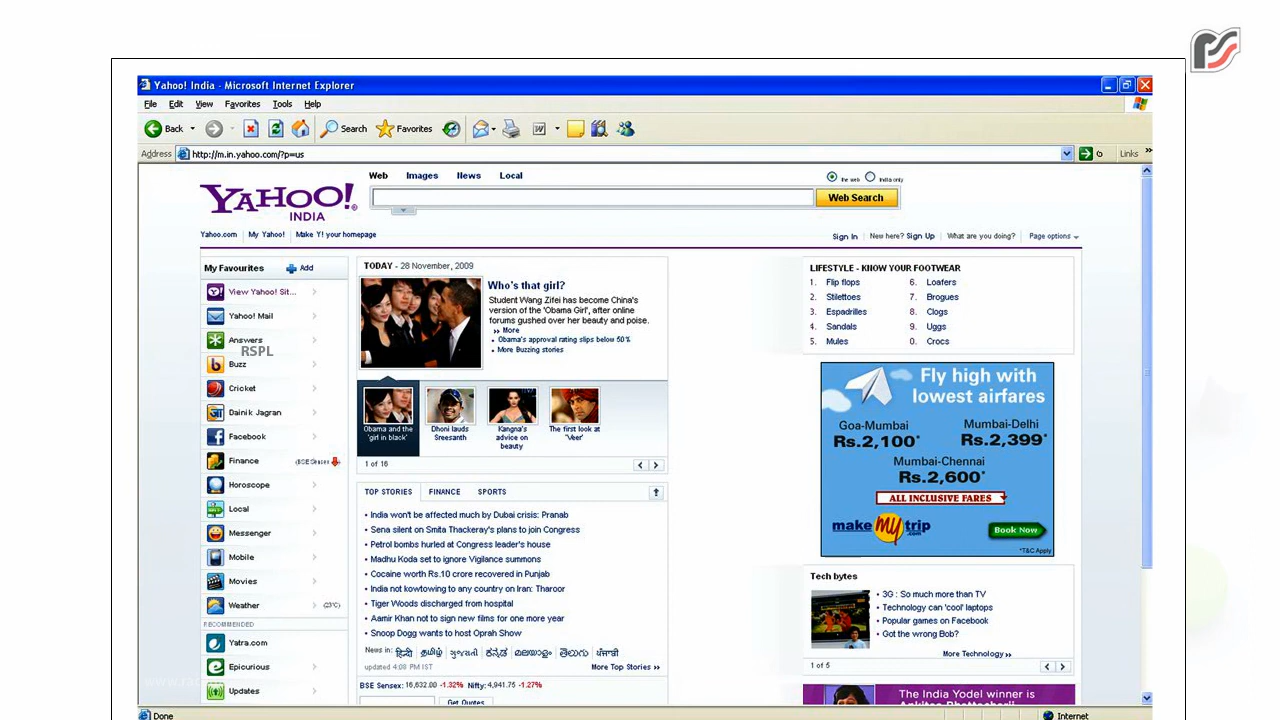 Yahoo! India - Microsoft Internet Explorer
File Edit View Favorites Tools Help
Back Search Favorites
Address http://m.in.yahoo.com/?p=us Links
Web Images News Local
the web India only
YAHOO! INDIA
Web Search
Yahoo.com My Yahoo! Make Y! your homepage
Sign In New here? Sign Up What are you doing? Page options
My Favourites Add
View Yahoo! Sit...
Yahoo! Mail
Answers
RSPL
Buzz
Cricket
Dainik Jagran
Facebook
Finance (BSE Sensex
Horoscope
Local
Messenger
Mobile
Movies
Weather (23°C)
RECOMMENDED
Yatra.com
Epicurious
Updates
TODAY - 28 November, 2009
Who's that girl?
Student Wang Zifei has become China's
version of the 'Obama Girl', after online
forums gushed over her beauty and poise.
›› More
• Obama's approval rating slips below 50%
• More Buzzing stories
Obama and the 'girl in black'
Dhoni lauds Sreesanth
Kangna's advice on beauty
The first look at 'Veer'
1 of 16
TOP STORIES FINANCE SPORTS
• India won't be affected much by Dubai crisis: Pranab
• Sena silent on Smita Thackeray's plans to join Congress
• Petrol bombs hurled at Congress leader's house
• Madhu Koda set to ignore Vigilance summons
• Cocaine worth Rs.10 crore recovered in Punjab
• India not kowtowing to any country on Iran: Tharoor
• Tiger Woods discharged from hospital
• Aamir Khan not to sign new films for one more year
• Snoop Dogg wants to host Oprah Show
News in: हिन्दी தமிழ் ગુજરાતી ಕನ್ನಡ മലയാളം తెలుగు ਪੰਜਾਬੀ
updated 4:08 PM IST More Top Stories ››
BSE Sensex: 16,632.00 -1.32% Nifty: 4,941.75 -1.27%
Get Quotes
LIFESTYLE - KNOW YOUR FOOTWEAR
1. Flip flops 6. Loafers
2. Stilettoes 7. Brogues
3. Espadrilles 8. Clogs
4. Sandals 9. Uggs
5. Mules 0. Crocs
Fly high with
lowest airfares
Goa-Mumbai Mumbai-Delhi
Rs.2,100* Rs.2,399*
Mumbai-Chennai
Rs.2,600*
ALL INCLUSIVE FARES
make my trip .com Book Now
*T&C Apply
Tech bytes
• 3G : So much more than TV
• Technology can 'cool' laptops
• Popular games on Facebook
• Got the wrong Bob?
More Technology ››
1 of 5
The India Yodel winner is
Done Internet